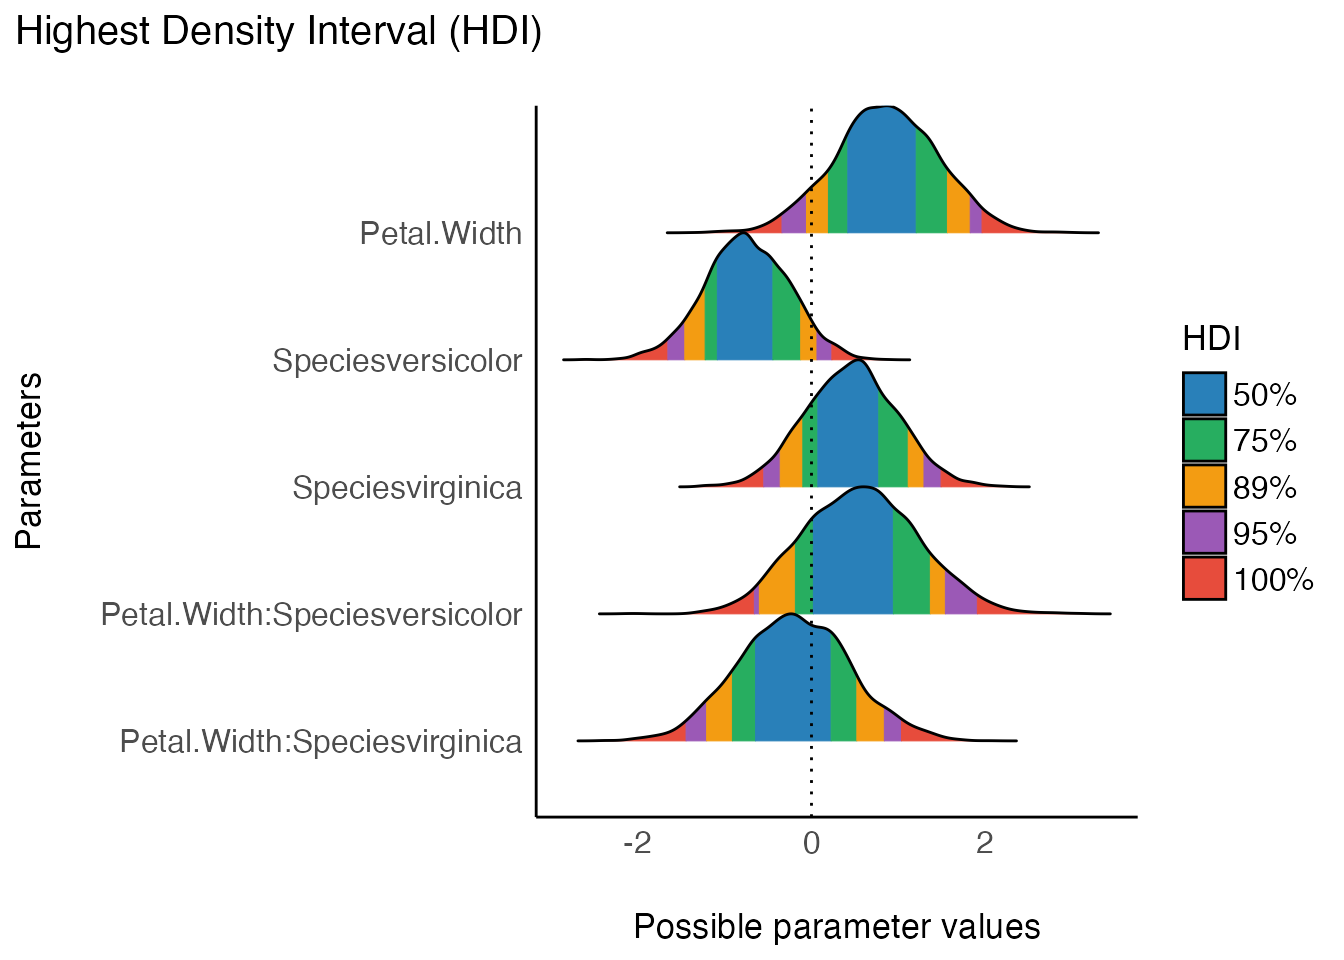 Highest Density Interval (HDI)
Parameters
Petal.Width
Speciesversicolor
Speciesvirginica
Petal.Width:Speciesversicolor
Petal.Width:Speciesvirginica
-2
0
2
Possible parameter values
HDI
50%
75%
89%
95%
100%